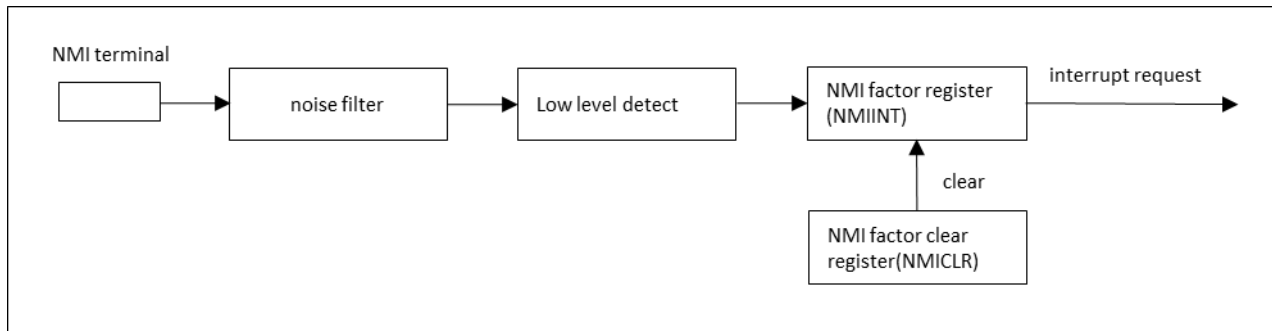 NMI terminal
noise filter
Low level detect
NMI factor register
(NMIINT)
interrupt request
clear
NMI factor clear
register(NMICLR)